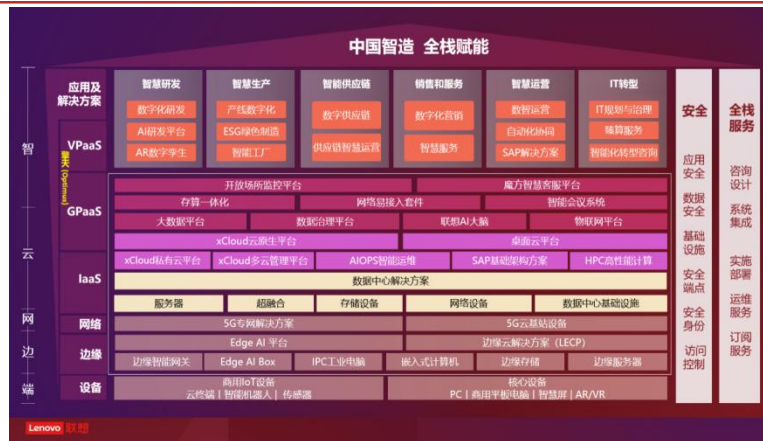 中国智造 全栈赋能
智
云
网
边
端
应用及
解决方案
擎天 (Optimus)
VPaaS
GPaaS
IaaS
网络
边缘
设备
智慧研发
数字化研发
AI研发平台
AR数字孪生
智慧生产
产线数字化
ESG绿色制造
智能工厂
智能供应链
数字供应链
供应链智慧运营
销售和服务
数字化营销
智慧服务
智慧运营
数智运营
自动化协同
SAP解决方案
IT转型
IT规划与治理
臻算服务
智能化转型咨询
开放场所监控平台
魔方智慧客服平台
存算一体化
网络易接入套件
智能会议系统
大数据平台
数据治理平台
联想AI大脑
物联网平台
xCloud云原生平台
桌面云平台
xCloud私有云平台
xCloud多云管理平台
AIOPS智能运维
SAP基础架构方案
HPC高性能计算
数据中心解决方案
服务器
超融合
存储设备
网络设备
数据中心基础设施
5G专网解决方案
5G云基站设备
Edge AI 平台
边缘云解决方案（LECP）
边缘智能网关
Edge AI Box
IPC工业电脑
嵌入式计算机
边缘存储
边缘服务器
商用IoT设备
云终端 | 智能机器人 | 传感器
核心设备
PC | 商用平板电脑 | 智慧屏 | AR/VR
安全
应用
安全
数据
安全
基础
设施
安全
端点
安全
身份
访问
控制
全栈
服务
咨询
设计
系统
集成
实施
部署
运维
服务
订阅
服务
Lenovo 联想